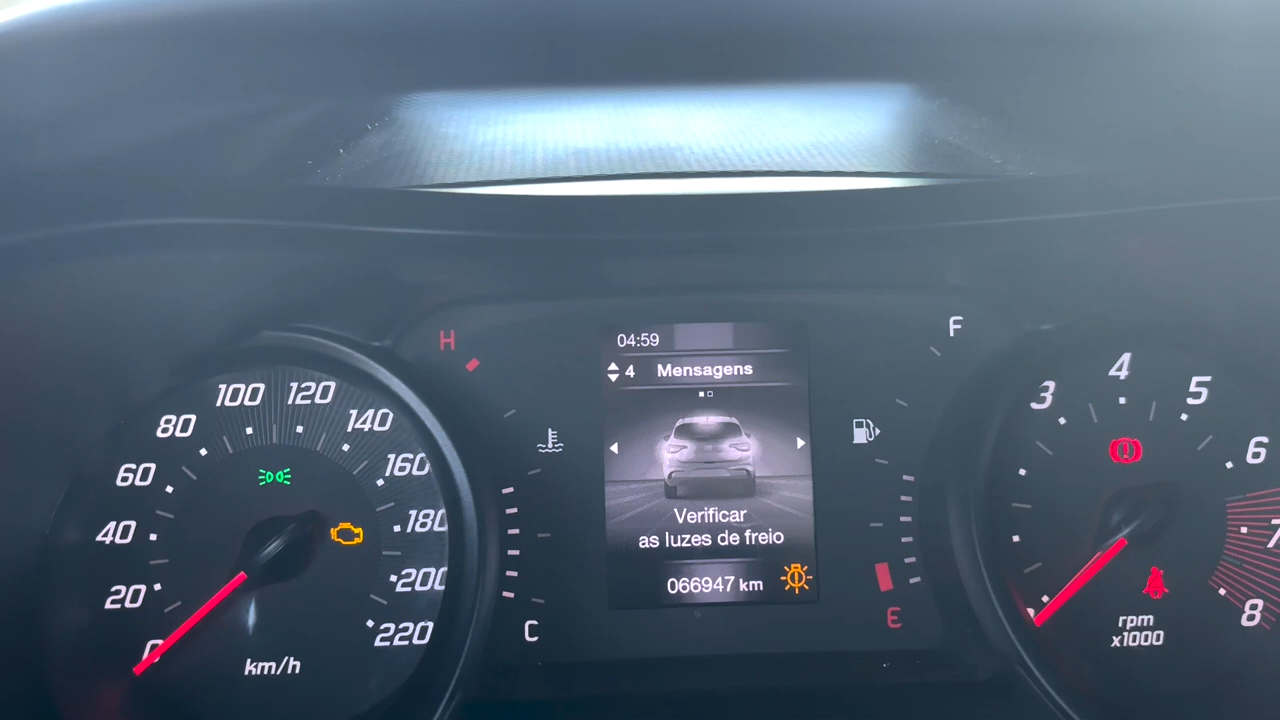 04:59
4 Mensagens
Verificar
as luzes de freio
066947 km
H
C
F
E
0
20
40
60
80
100
120
140
160
180
200
220
km/h
3
4
5
6
7
8
rpm
x1000